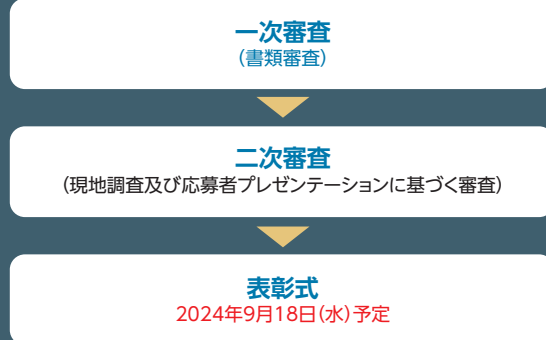 一次審査
(書類審査)
二次審査
(現地調査及び応募者プレゼンテーションに基づく審査)
表彰式
2024年9月18日(水)予定